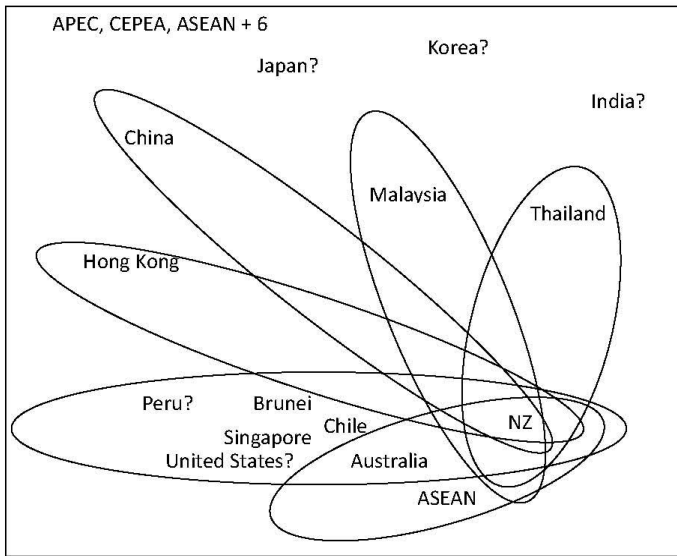 APEC, CEPEA, ASEAN + 6
Korea?
Japan?
India?
China
Malaysia
Thailand
Hong Kong
Peru?
Brunei
Chile
NZ
Singapore
United States?
Australia
ASEAN